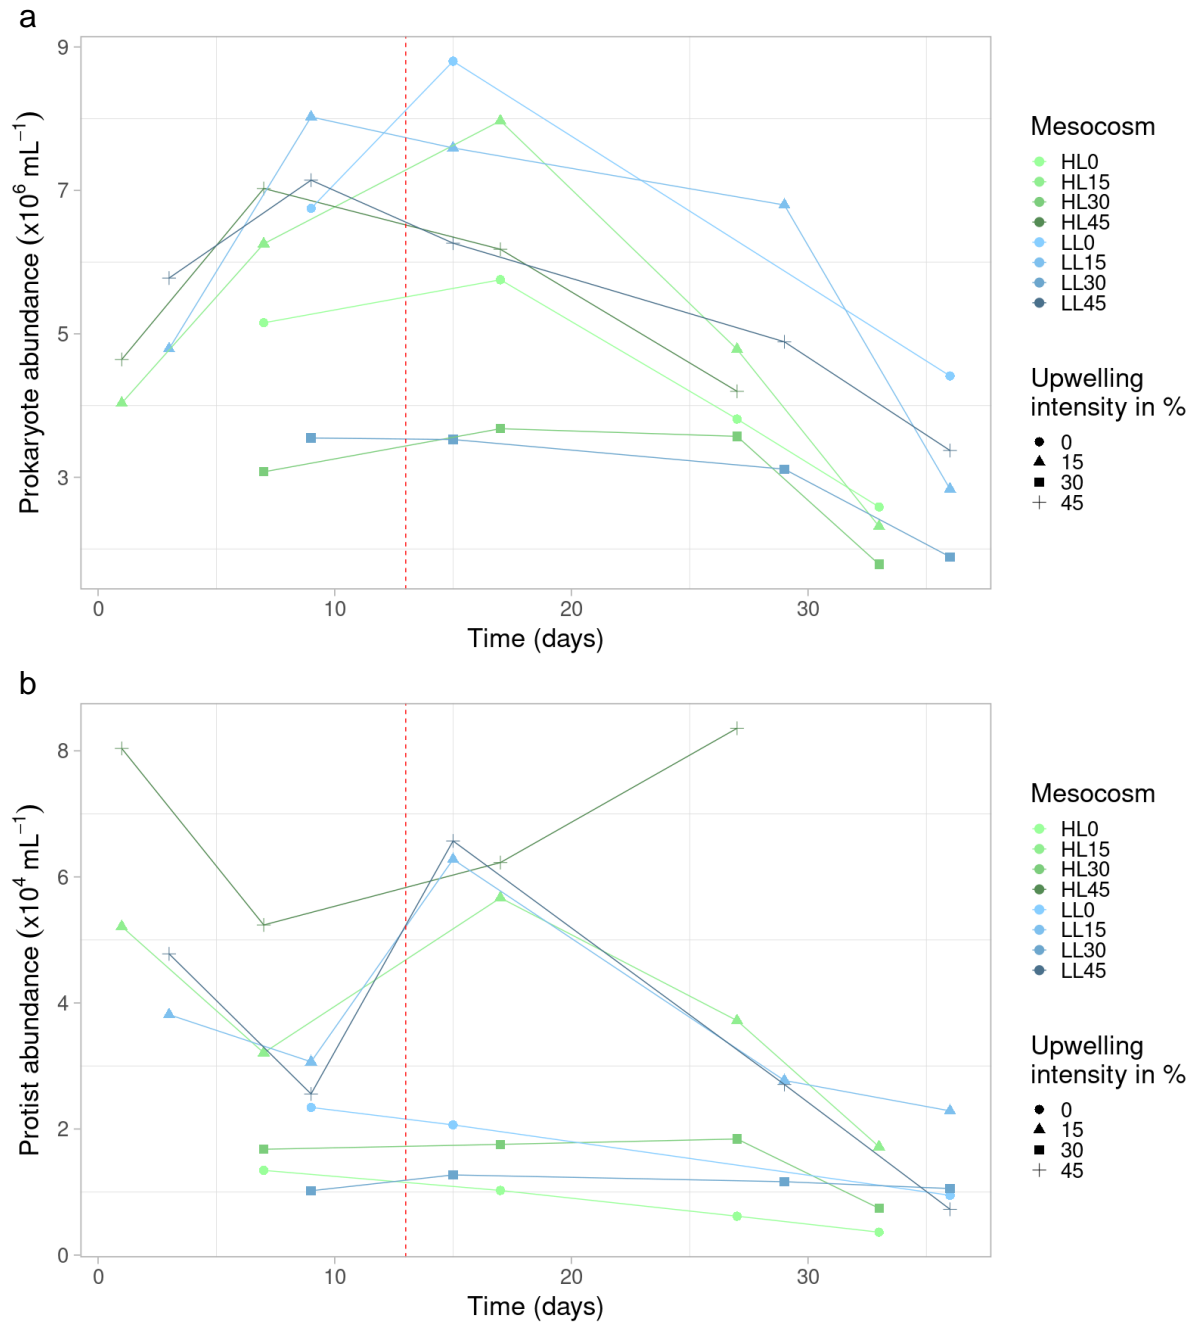 a
Prokaryote abundance (x10⁶ mL⁻¹)
9
7
5
3
0
10
20
30
Time (days)
Mesocosm
HL0
HL15
HL30
HL45
LL0
LL15
LL30
LL45
Upwelling
intensity in %
0
15
30
45
b
Protist abundance (x10⁴ mL⁻¹)
8
6
4
2
0
0
10
20
30
Time (days)
Mesocosm
HL0
HL15
HL30
HL45
LL0
LL15
LL30
LL45
Upwelling
intensity in %
0
15
30
45